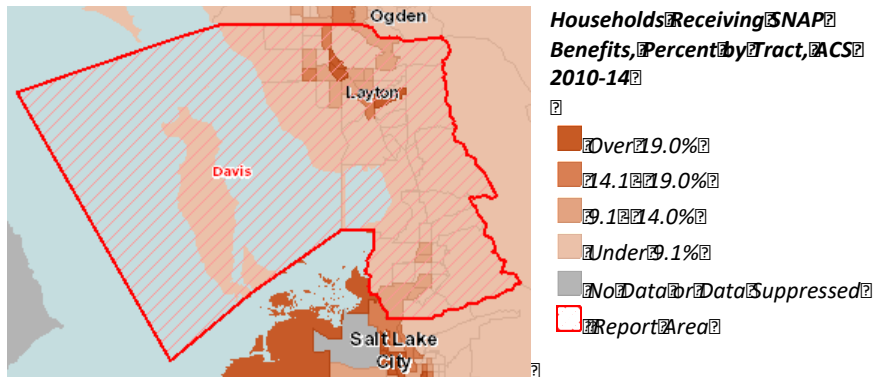 Ogden
Layton
Davis
Salt Lake
City
Households⍰Receiving⍰SNAP⍰
Benefits,⍰Percent⍰by⍰Tract,⍰ACS⍰
2010-14⍰
⍰
⍰Over⍰19.0%⍰
⍰14.1⍰-⍰19.0%⍰
⍰9.1⍰-⍰14.0%⍰
⍰Under⍰9.1%⍰
⍰No⍰Data⍰or⍰Data⍰Suppressed⍰
⍰⍰Report⍰Area⍰
⍰